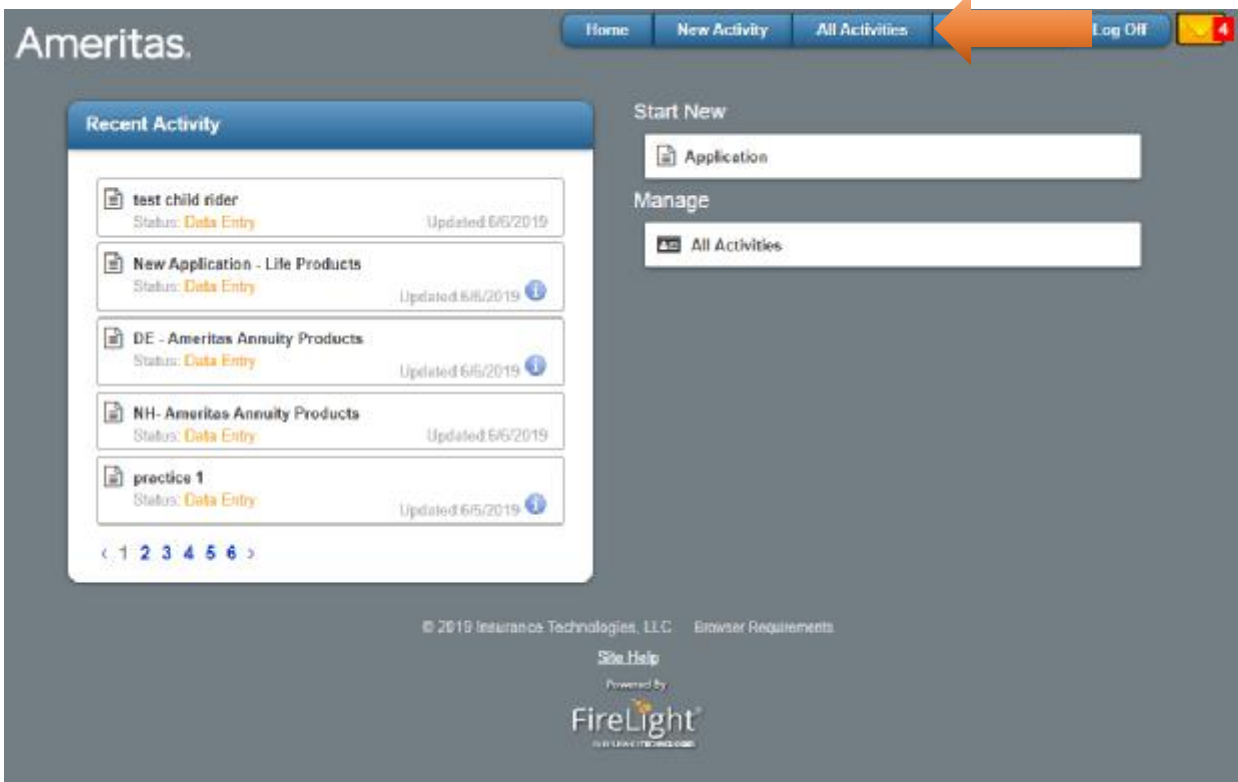 Ameritas.
Home New Activity All Activities Log Off 4
Recent Activity
test child rider
Status: Data Entry Updated:6/6/2019
New Application - Life Products
Status: Data Entry Updated:6/6/2019
DE - Ameritas Annuity Products
Status: Data Entry Updated:6/6/2019
NH- Ameritas Annuity Products
Status: Data Entry Updated:6/6/2019
practice 1
Status: Data Entry Updated:6/5/2019
‹ 1 2 3 4 5 6 ›
Start New
Application
Manage
All Activities
© 2019 Insurance Technologies, LLC Browser Requirements
Site Help
Powered By
FireLight